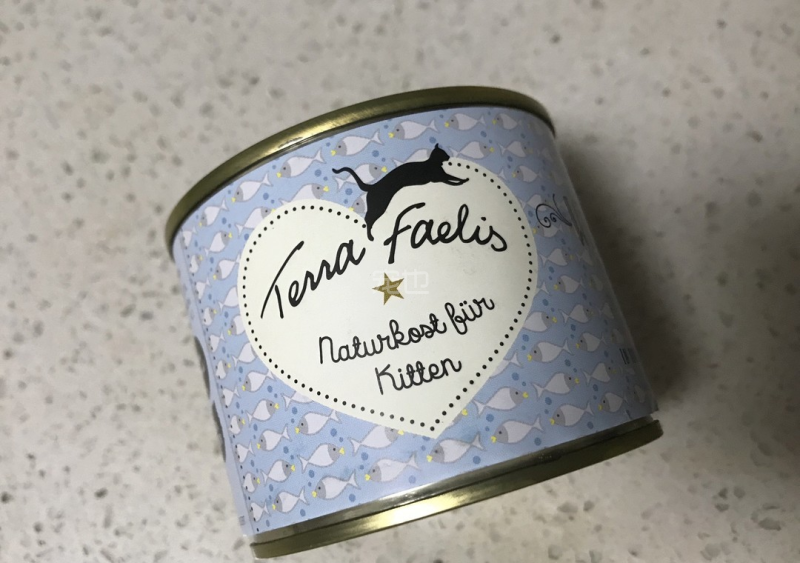 Terra Faelis
Naturkost für
Kitten